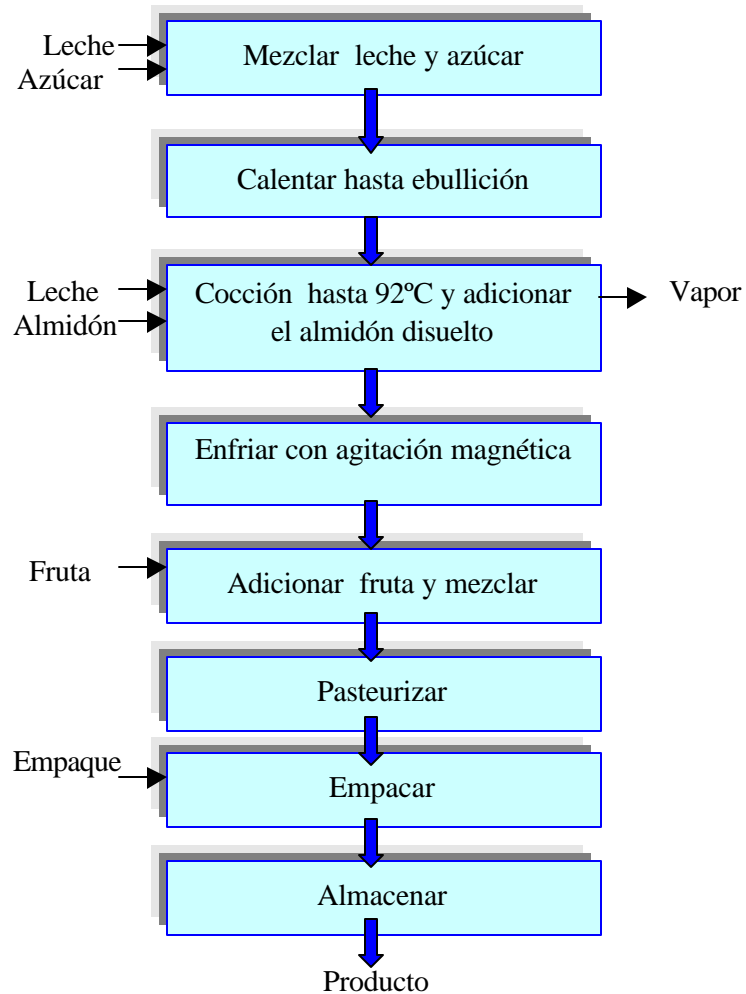 Leche
Azúcar
Mezclar leche y azúcar
Calentar hasta ebullición
Leche
Almidón
Cocción hasta 92ºC y adicionar
el almidón disuelto
Vapor
Enfriar con agitación magnética
Fruta
Adicionar fruta y mezclar
Pasteurizar
Empaque
Empacar
Almacenar
Producto